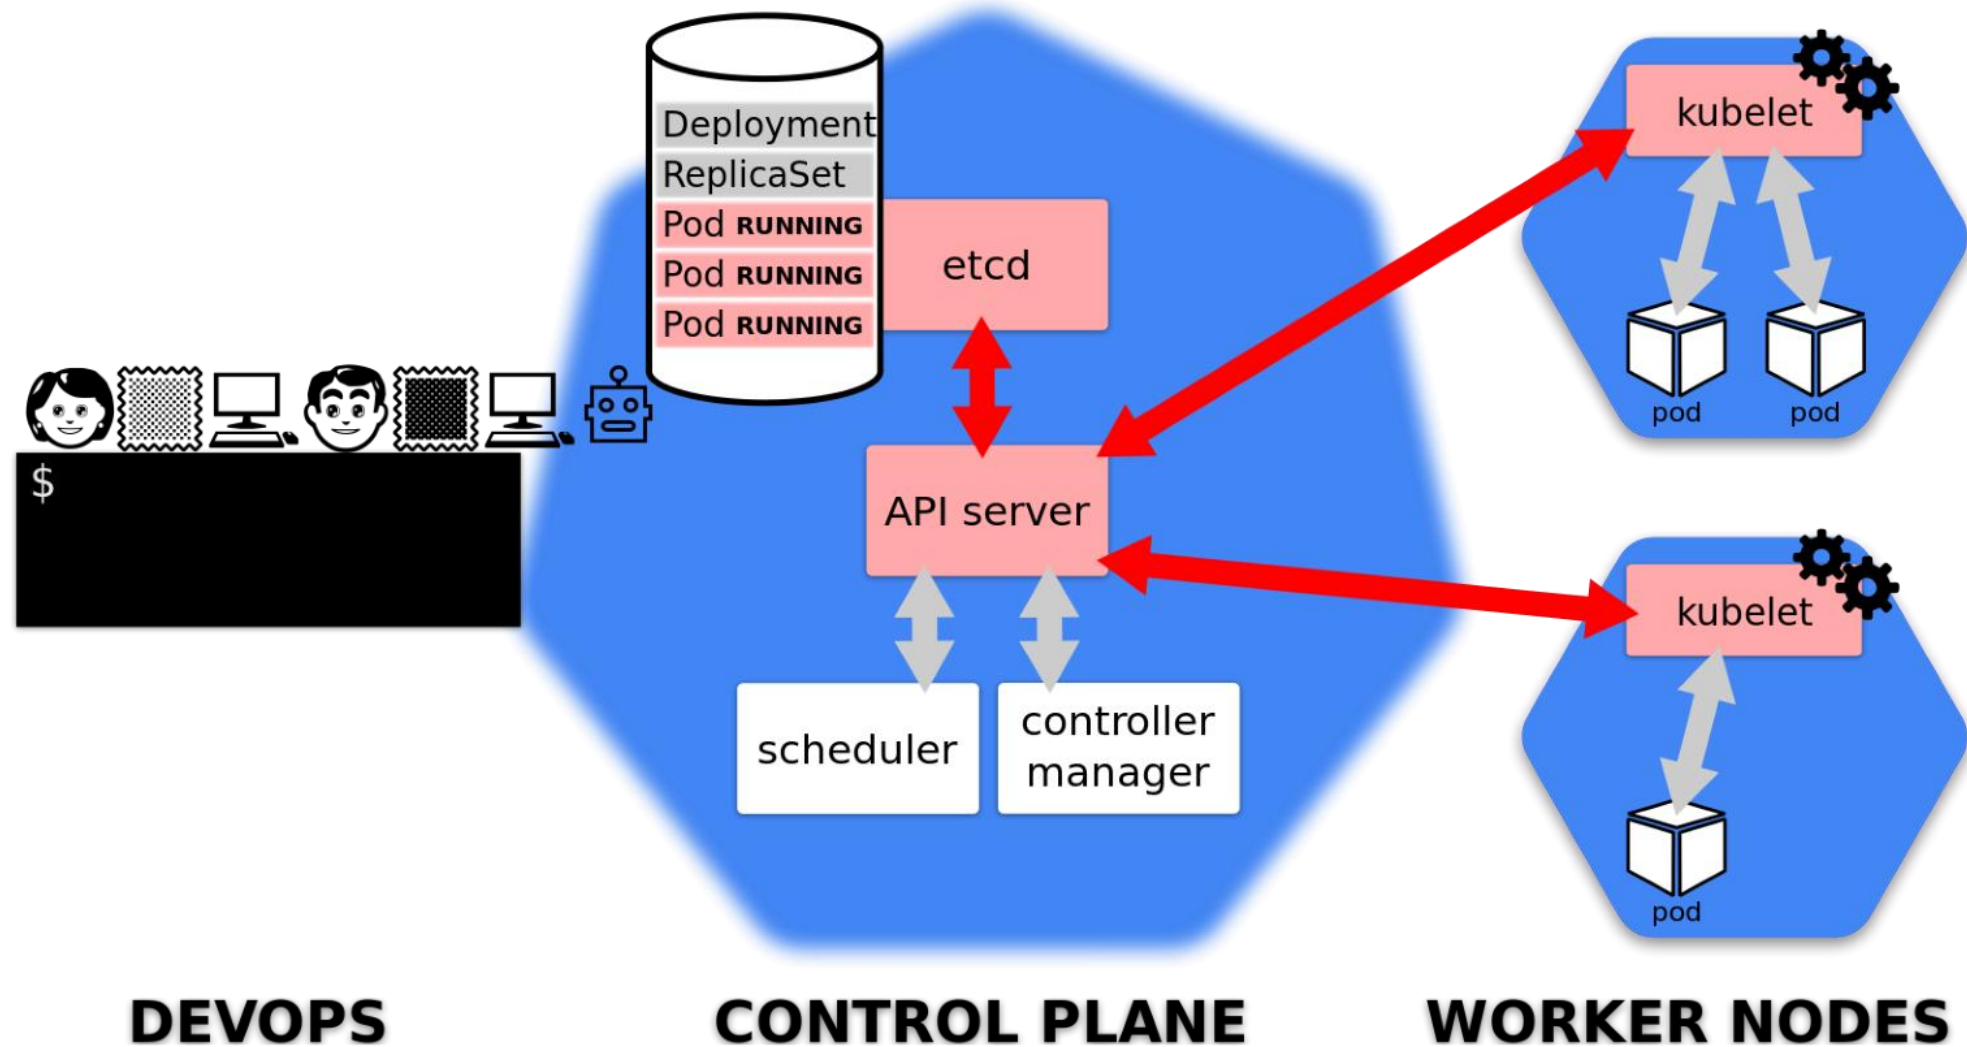 Deployment
ReplicaSet
Pod RUNNING
Pod RUNNING
Pod RUNNING
etcd
API server
scheduler
controller
manager
$
kubelet
pod pod
kubelet
pod
DEVOPS
CONTROL PLANE
WORKER NODES